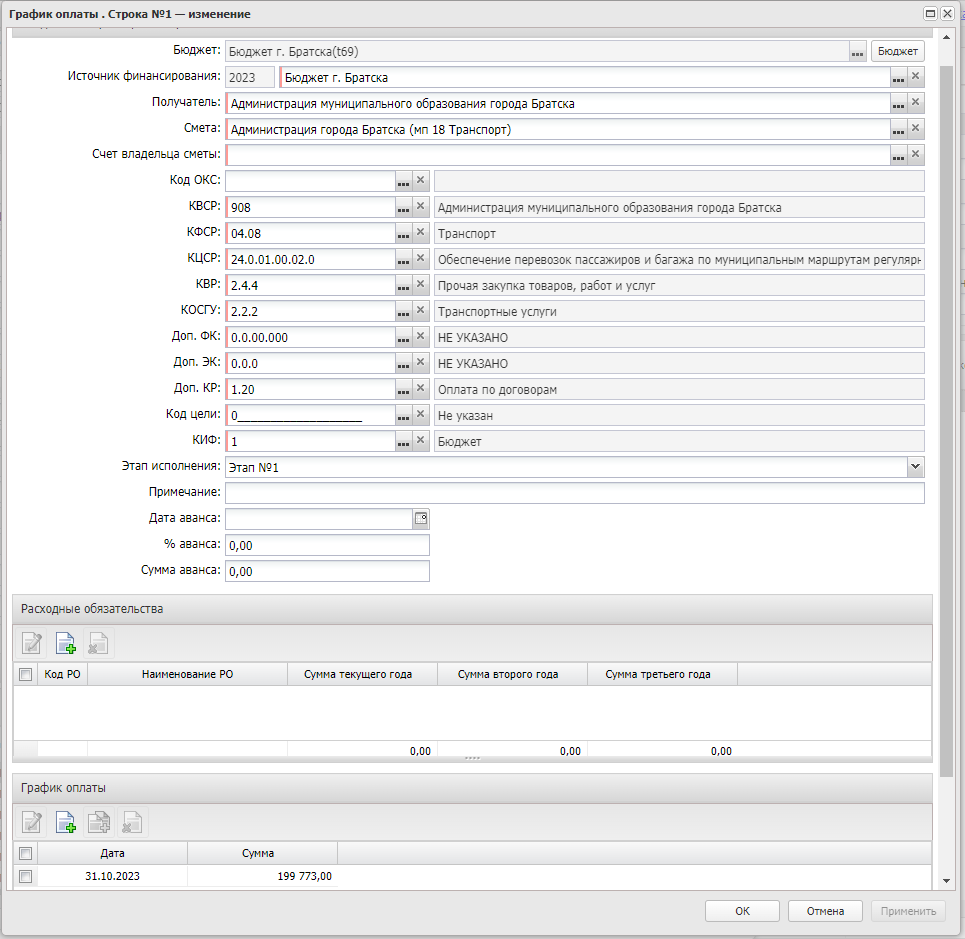 График оплаты . Строка №1 — изменение
Бюджет: Бюджет г. Братска(t69) ... Бюджет
Источник финансирования: 2023 Бюджет г. Братска ...
Получатель: Администрация муниципального образования города Братска ...
Смета: Администрация города Братска (мп 18 Транспорт) ...
Счет владельца сметы: ...
Код ОКС: ...
КВСР: 908 ... Администрация муниципального образования города Братска
КФСР: 04.08 ... Транспорт
КЦСР: 24.0.01.00.02.0 ... Обеспечение перевозок пассажиров и багажа по муниципальным маршрутам регулярн
КВР: 2.4.4 ... Прочая закупка товаров, работ и услуг
КОСГУ: 2.2.2 ... Транспортные услуги
Доп. ФК: 0.0.00.000 ... НЕ УКАЗАНО
Доп. ЭК: 0.0.0 ... НЕ УКАЗАНО
Доп. КР: 1.20 ... Оплата по договорам
Код цели: 0___________________ ... Не указан
КИФ: 1 ... Бюджет
Этап исполнения: Этап №1
Примечание:
Дата аванса:
% аванса: 0,00
Сумма аванса: 0,00
Расходные обязательства
Код РО Наименование РО Сумма текущего года Сумма второго года Сумма третьего года
0,00 0,00 0,00
График оплаты
Дата Сумма
31.10.2023 199 773,00
ОК Отмена Применить